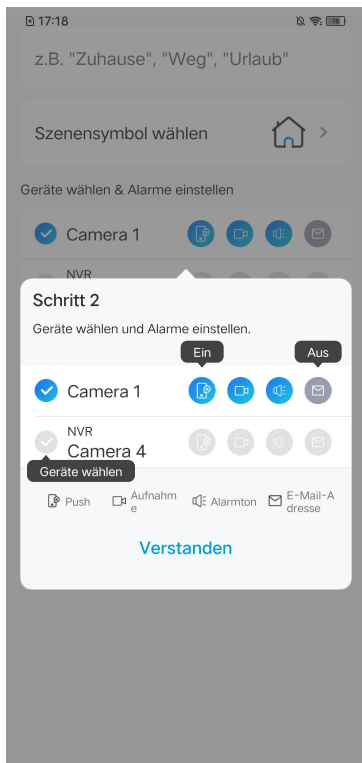 17:18
78
z.B. "Zuhause", "Weg", "Urlaub"
Szenensymbol wählen
Geräte wählen & Alarme einstellen
Camera 1
NVR
Schritt 2
Geräte wählen und Alarme einstellen.
Ein
Aus
Camera 1
NVR
Camera 4
Geräte wählen
Push
Aufnahm
e
Alarmton
E-Mail-A
dresse
Verstanden